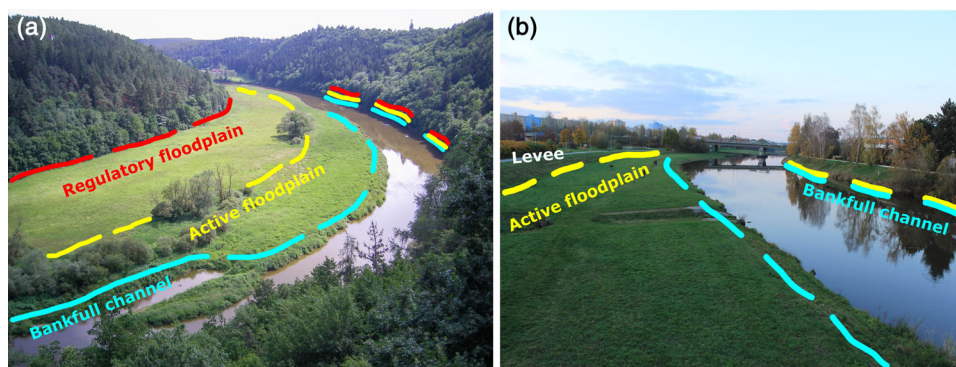 (a)
Regulatory floodplain
Active floodplain
Bankfull channel
(b)
Levee
Active floodplain
Bankfull channel